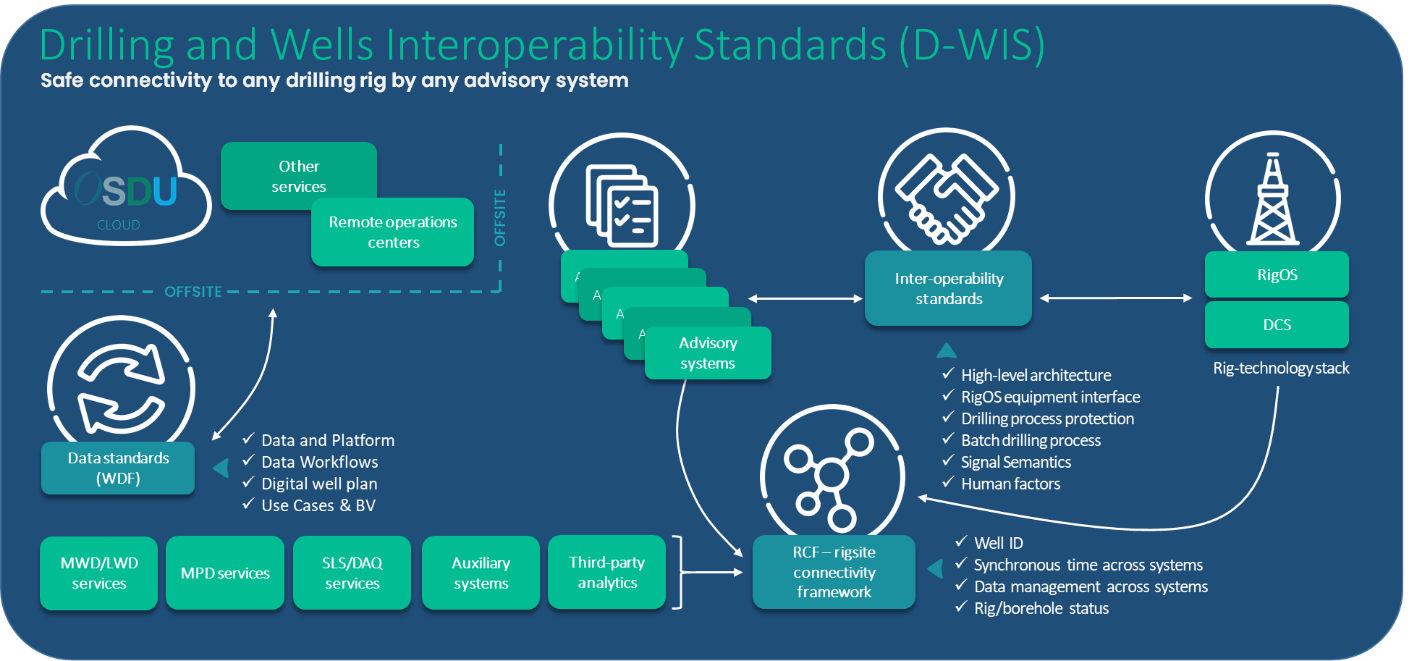 Drilling and Wells Interoperability Standards (D-WIS)
Safe connectivity to any drilling rig by any advisory system
OSDU
CLOUD
Other
services
Remote operations
centers
OFFSITE
OFFSITE
A
A
A
A
Advisory
systems
Inter-operability
standards
RigOS
DCS
Rig-technology stack
High-level architecture
RigOS equipment interface
Drilling process protection
Batch drilling process
Signal Semantics
Human factors
Data standards
(WDF)
Data and Platform
Data Workflows
Digital well plan
Use Cases & BV
MWD/LWD
services
MPD services
SLS/DAQ
services
Auxiliary
systems
Third-party
analytics
RCF – rigsite
connectivity
framework
Well ID
Synchronous time across systems
Data management across systems
Rig/borehole status